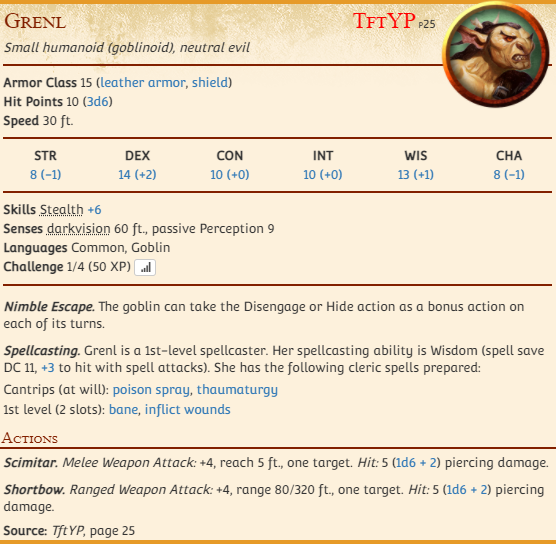 Grenl TftYP p25
Small humanoid (goblinoid), neutral evil
Armor Class 15 (leather armor, shield)
Hit Points 10 (3d6)
Speed 30 ft.
STR DEX CON INT WIS CHA
8 (−1) 14 (+2) 10 (+0) 10 (+0) 13 (+1) 8 (−1)
Skills Stealth +6
Senses darkvision 60 ft., passive Perception 9
Languages Common, Goblin
Challenge 1/4 (50 XP)
Nimble Escape. The goblin can take the Disengage or Hide action as a bonus action on
each of its turns.
Spellcasting. Grenl is a 1st-level spellcaster. Her spellcasting ability is Wisdom (spell save
DC 11, +3 to hit with spell attacks). She has the following cleric spells prepared:
Cantrips (at will): poison spray, thaumaturgy
1st level (2 slots): bane, inflict wounds
Actions
Scimitar. Melee Weapon Attack: +4, reach 5 ft., one target. Hit: 5 (1d6 + 2) piercing damage.
Shortbow. Ranged Weapon Attack: +4, range 80/320 ft., one target. Hit: 5 (1d6 + 2) piercing
damage.
Source: TftYP, page 25